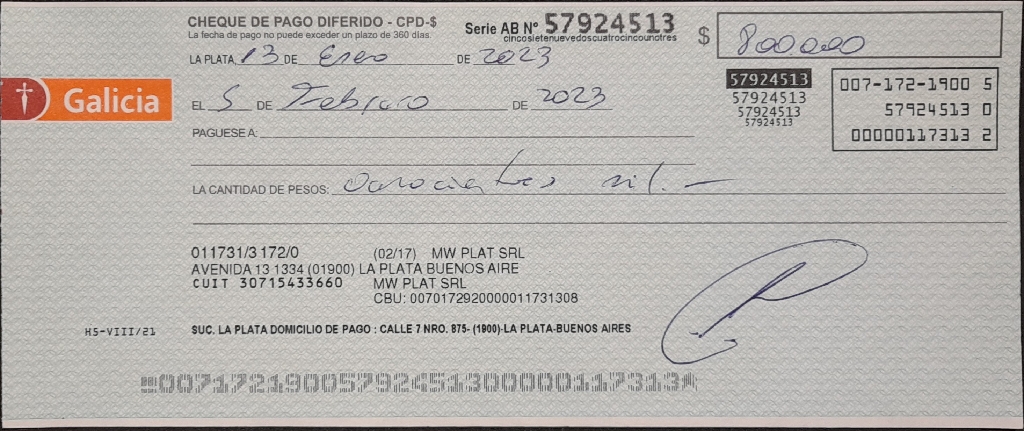 CHEQUE DE PAGO DIFERIDO - CPD-$
La fecha de pago no puede exceder un plazo de 360 días.
Serie AB Nº 57924513
cincosietenuevedoscuatrocincounotres
$ 800000
LA PLATA, 13 DE Enero DE 2023
Galicia
EL 5 DE Febrero DE 2023
57924513
57924513
57924513
57924513
007-172-1900 5
57924513 0
00000117313 2
PAGUESE A:
LA CANTIDAD DE PESOS: ochocientos mil.—
011731/3 172/0 (02/17) MW PLAT SRL
AVENIDA 13 1334 (01900) LA PLATA BUENOS AIRE
CUIT 30715433660 MW PLAT SRL
CBU: 0070172920000011731308
HS-VIII/21
SUC. LA PLATA DOMICILIO DE PAGO : CALLE 7 NRO. 875- (1900)-LA PLATA-BUENOS AIRES
00717219005792451300000117313